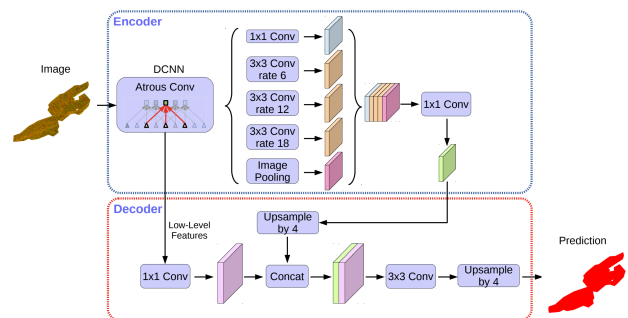 Encoder
Image
DCNN
Atrous Conv
1x1 Conv
3x3 Conv
rate 6
3x3 Conv
rate 12
3x3 Conv
rate 18
Image
Pooling
1x1 Conv
Decoder
Low-Level
Features
Upsample
by 4
1x1 Conv
Concat
3x3 Conv
Upsample
by 4
Prediction